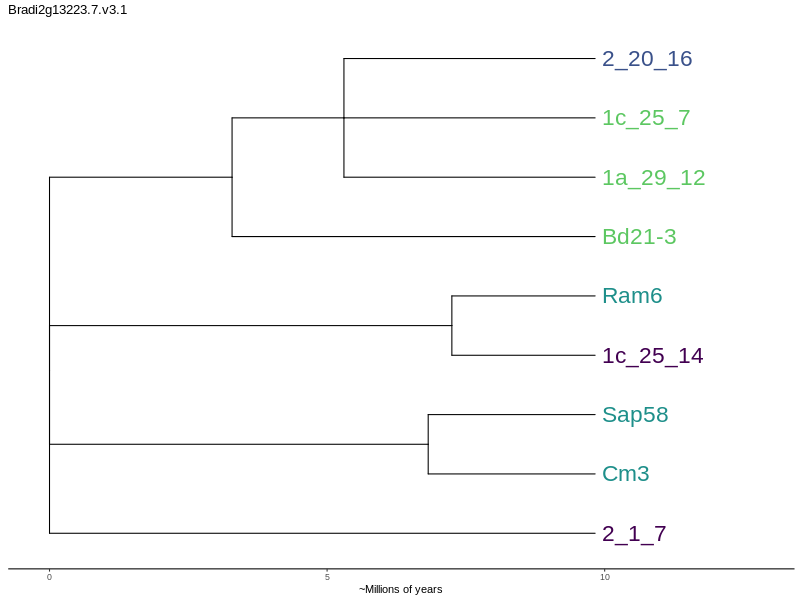 Bradi2g13223.7.v3.1
2_20_16
1c_25_7
1a_29_12
Bd21-3
Ram6
1c_25_14
Sap58
Cm3
2_1_7
0 5 10
~Millions of years